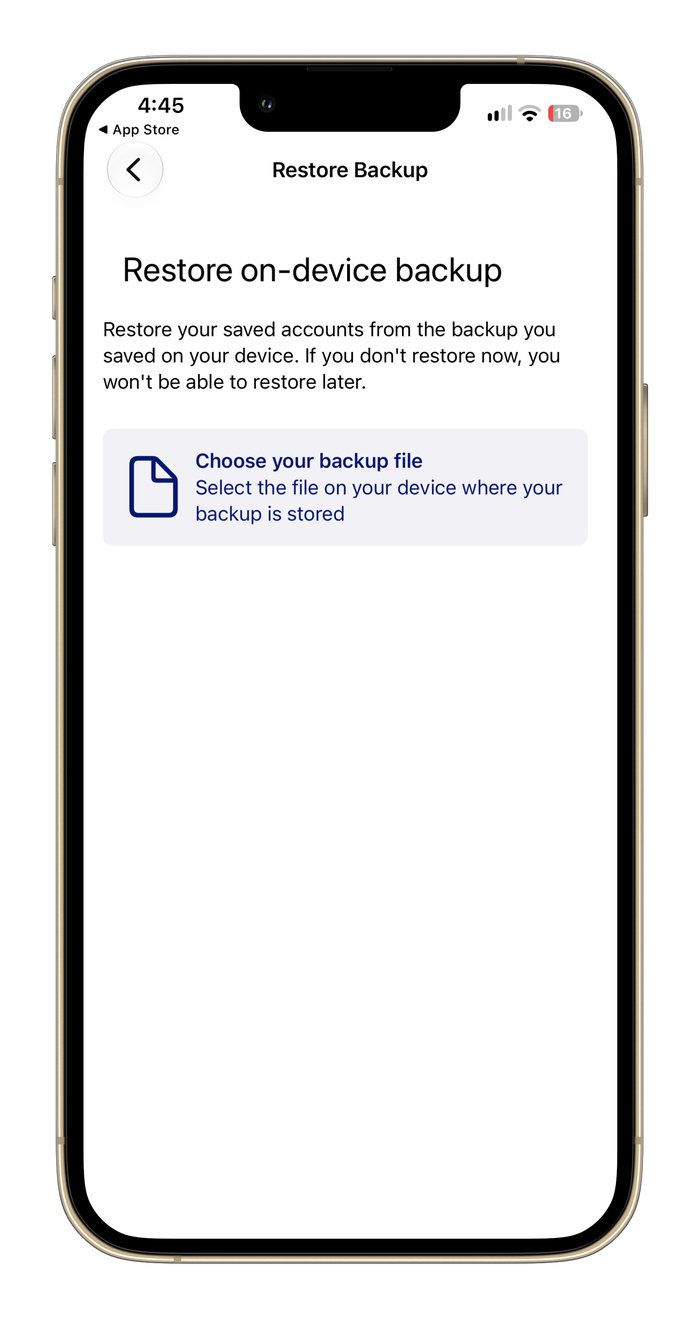 4:45
16
◀ App Store
Restore Backup
Restore on-device backup
Restore your saved accounts from the backup you
saved on your device. If you don't restore now, you
won't be able to restore later.
Choose your backup file
Select the file on your device where your
backup is stored